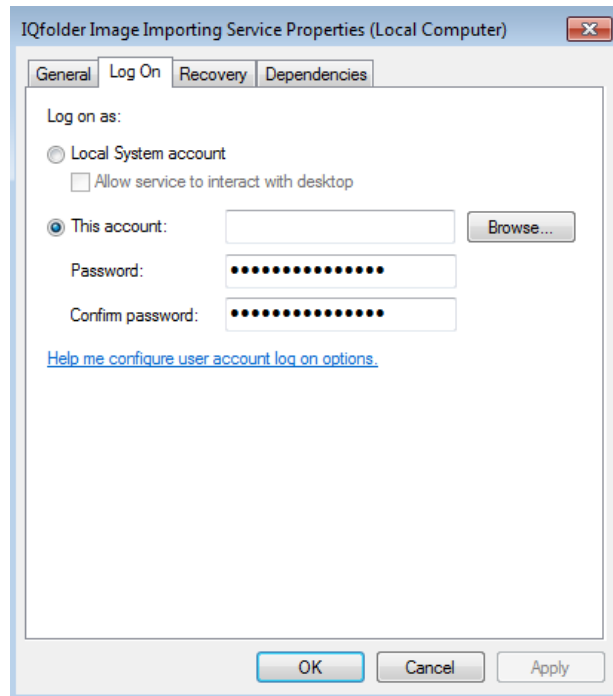 IQfolder Image Importing Service Properties (Local Computer)
General Log On Recovery Dependencies
Log on as:
Local System account
Allow service to interact with desktop
This account: Browse...
Password: •••••••••••••••
Confirm password: •••••••••••••••
Help me configure user account log on options.
OK Cancel Apply